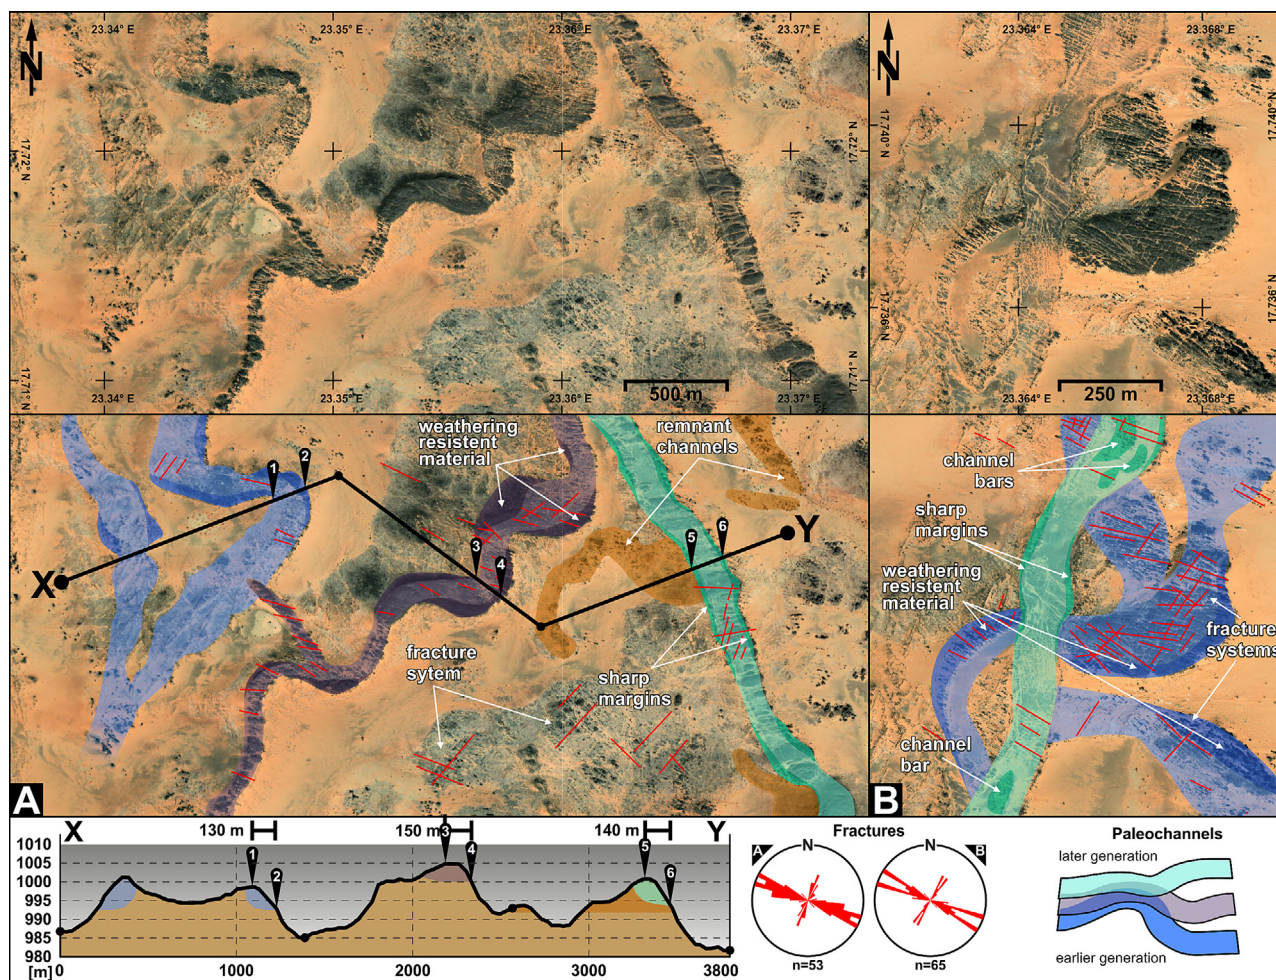 23.34° E
23.35° E
23.36° E
23.37° E
N
17.72° N
17.72° N
17.71° N
17.71° N
500 m
23.34° E
23.35° E
23.36° E
23.37° E
23.364° E
23.368° E
N
17.740° N
17.740° N
17.736° N
17.736° N
250 m
23.364° E
23.368° E
weathering
resistent
material
remnant
channels
1
2
3
4
5
6
X
Y
fracture
sytem
sharp
margins
A
channel
bars
sharp
margins
weathering
resistent
material
fracture
systems
channel
bar
B
X
130 m
150 m
140 m
Y
1
2
3
4
5
6
1010
1005
1000
995
990
985
980
[m]
0
1000
2000
3000
3800
Fractures
A
N
n=53
N
B
n=65
Paleochannels
later generation
earlier generation